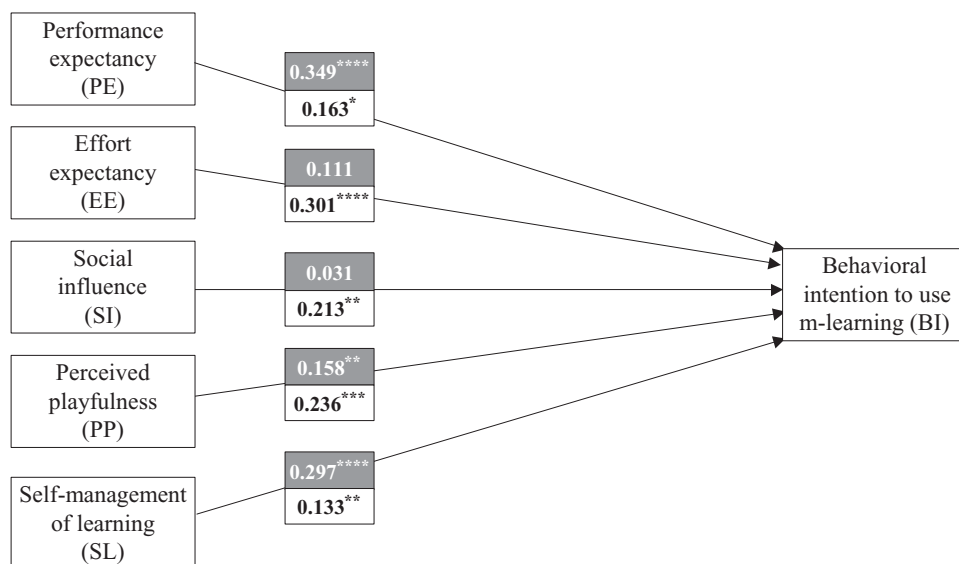 Performance
expectancy
(PE)
0.349****
0.163*
Effort
expectancy
(EE)
0.111
0.301****
Social
influence
(SI)
0.031
0.213**
Perceived
playfulness
(PP)
0.158**
0.236***
Self-management
of learning
(SL)
0.297****
0.133**
Behavioral
intention to use
m-learning (BI)